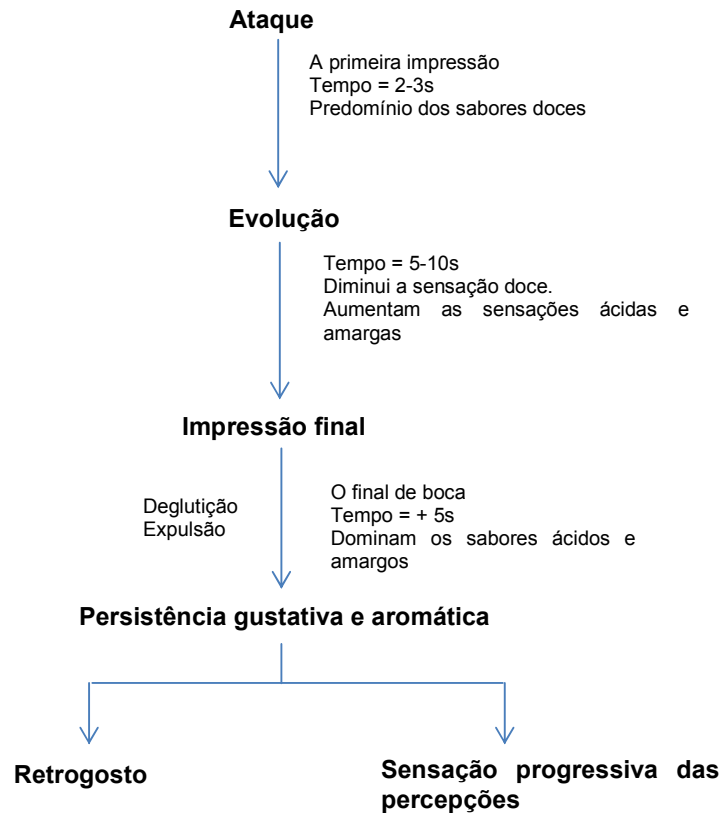 Ataque
A primeira impressão
Tempo = 2-3s
Predomínio dos sabores doces
Evolução
Tempo = 5-10s
Diminui a sensação doce.
Aumentam as sensações ácidas e
amargas
Impressão final
Deglutição
Expulsão
O final de boca
Tempo = + 5s
Dominam os sabores ácidos e
amargos
Persistência gustativa e aromática
Retrogosto
Sensação progressiva das
percepções